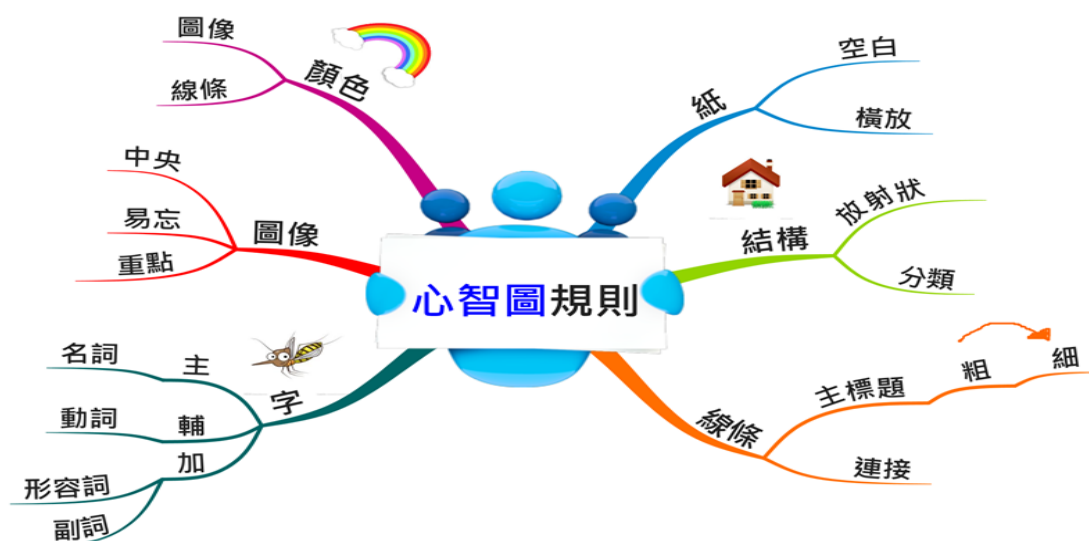 心智圖規則
紙
空白
橫放
結構
放射狀
分類
線條
主標題
粗
細
連接
字
主
名詞
輔
動詞
加
形容詞
副詞
圖像
中央
易忘
重點
顏色
圖像
線條